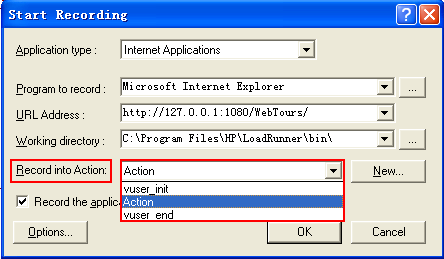 Start Recording
Application type : Internet Applications
Program to record : Microsoft Internet Explorer ...
URL Address : http://127.0.0.1:1080/WebTours/
Working directory : C:\Program Files\HP\LoadRunner\bin\ ...
Record into Action: Action New...
vuser_init
Action
Record the
vuser_end
Options... OK Cancel